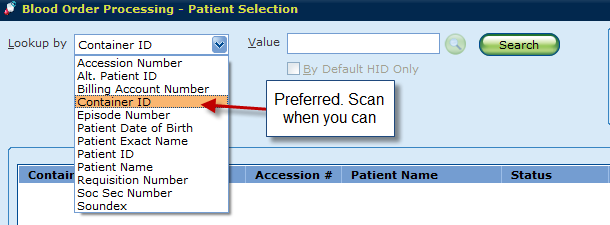 Blood Order Processing - Patient Selection
Lookup by Container ID Value Search
By Default HID Only
Accession Number
Alt. Patient ID
Billing Account Number
Container ID
Episode Number
Patient Date of Birth
Patient Exact Name
Patient ID
Patient Name
Requisition Number
Soc Sec Number
Soundex
Preferred. Scan
when you can
Contain Accession # Patient Name Status